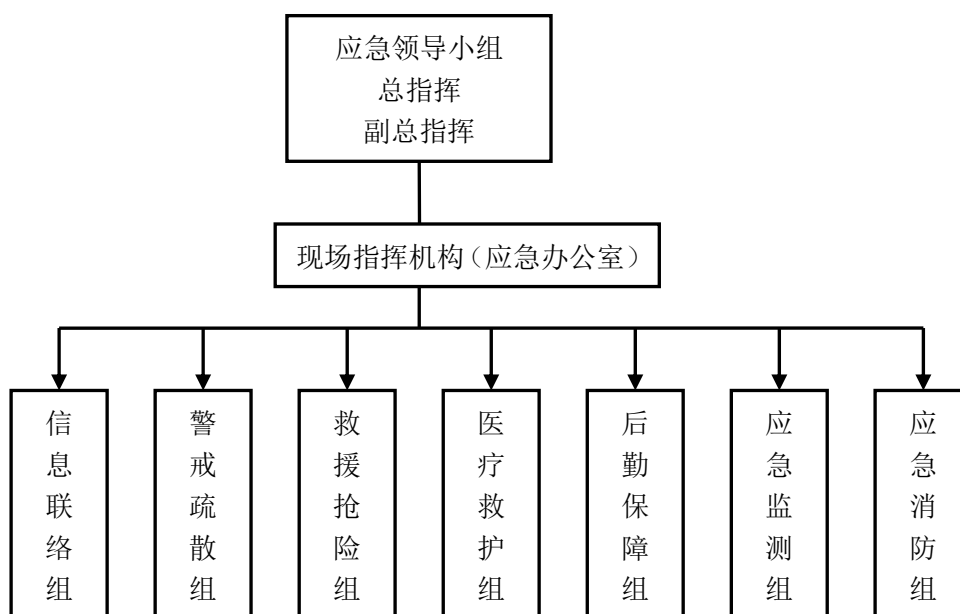 应急领导小组
总指挥
副总指挥
现场指挥机构（应急办公室）
信息联络组
警戒疏散组
救援抢险组
医疗救护组
后勤保障组
应急监测组
应急消防组